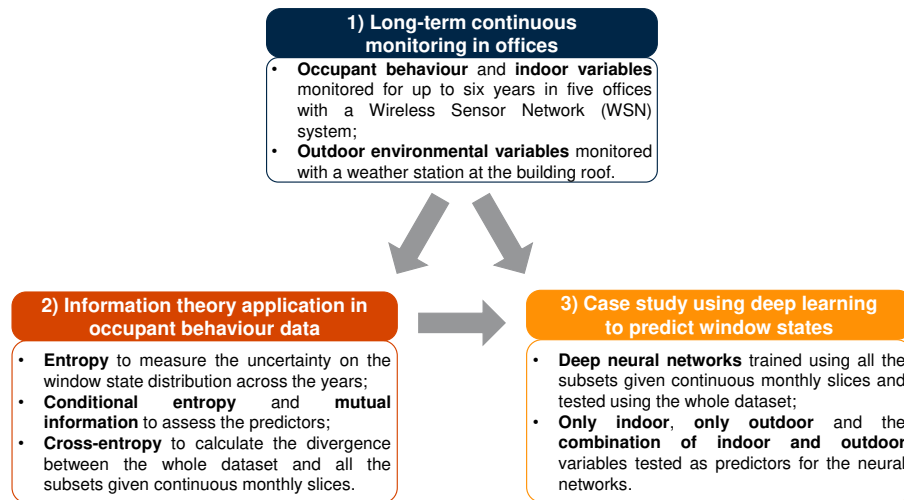 1) Long-term continuous
monitoring in offices
• Occupant behaviour and indoor variables
monitored for up to six years in five offices
with a Wireless Sensor Network (WSN)
system;
• Outdoor environmental variables monitored
with a weather station at the building roof.
2) Information theory application in
occupant behaviour data
• Entropy to measure the uncertainty on the
window state distribution across the years;
• Conditional entropy and mutual
information to assess the predictors;
• Cross-entropy to calculate the divergence
between the whole dataset and all the
subsets given continuous monthly slices.
3) Case study using deep learning
to predict window states
• Deep neural networks trained using all the
subsets given continuous monthly slices and
tested using the whole dataset;
• Only indoor, only outdoor and the
combination of indoor and outdoor
variables tested as predictors for the neural
networks.